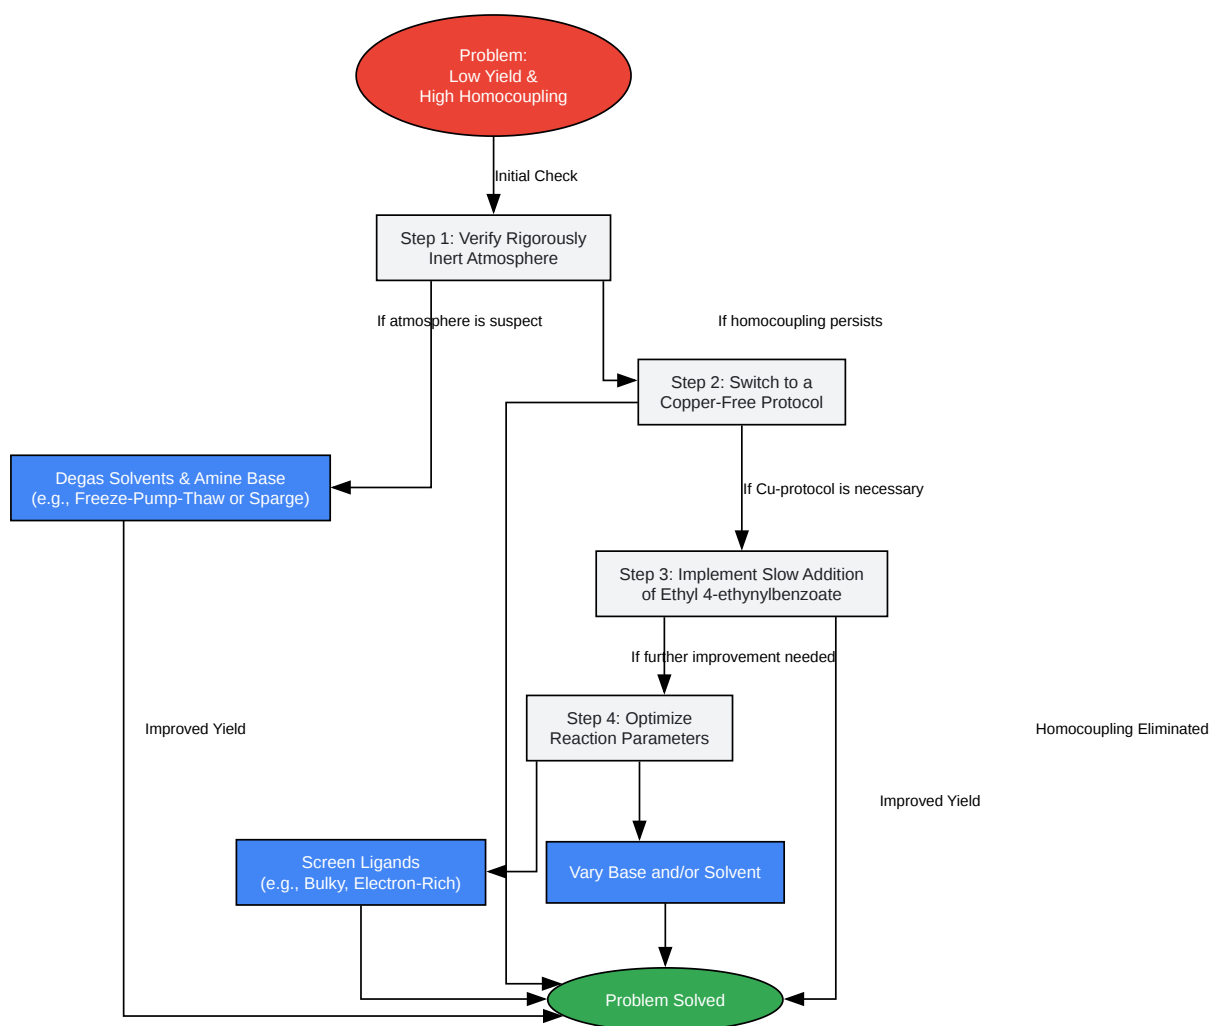 Problem:
Low Yield &
High Homocoupling
Initial Check
Step 1: Verify Rigorously
Inert Atmosphere
If atmosphere is suspect
If homocoupling persists
Step 2: Switch to a
Copper-Free Protocol
Degas Solvents & Amine Base
(e.g., Freeze-Pump-Thaw or Sparge)
If Cu-protocol is necessary
Step 3: Implement Slow Addition
of Ethyl 4-ethynylbenzoate
If further improvement needed
Step 4: Optimize
Reaction Parameters
Improved Yield
Homocoupling Eliminated
Improved Yield
Screen Ligands
(e.g., Bulky, Electron-Rich)
Vary Base and/or Solvent
Problem Solved